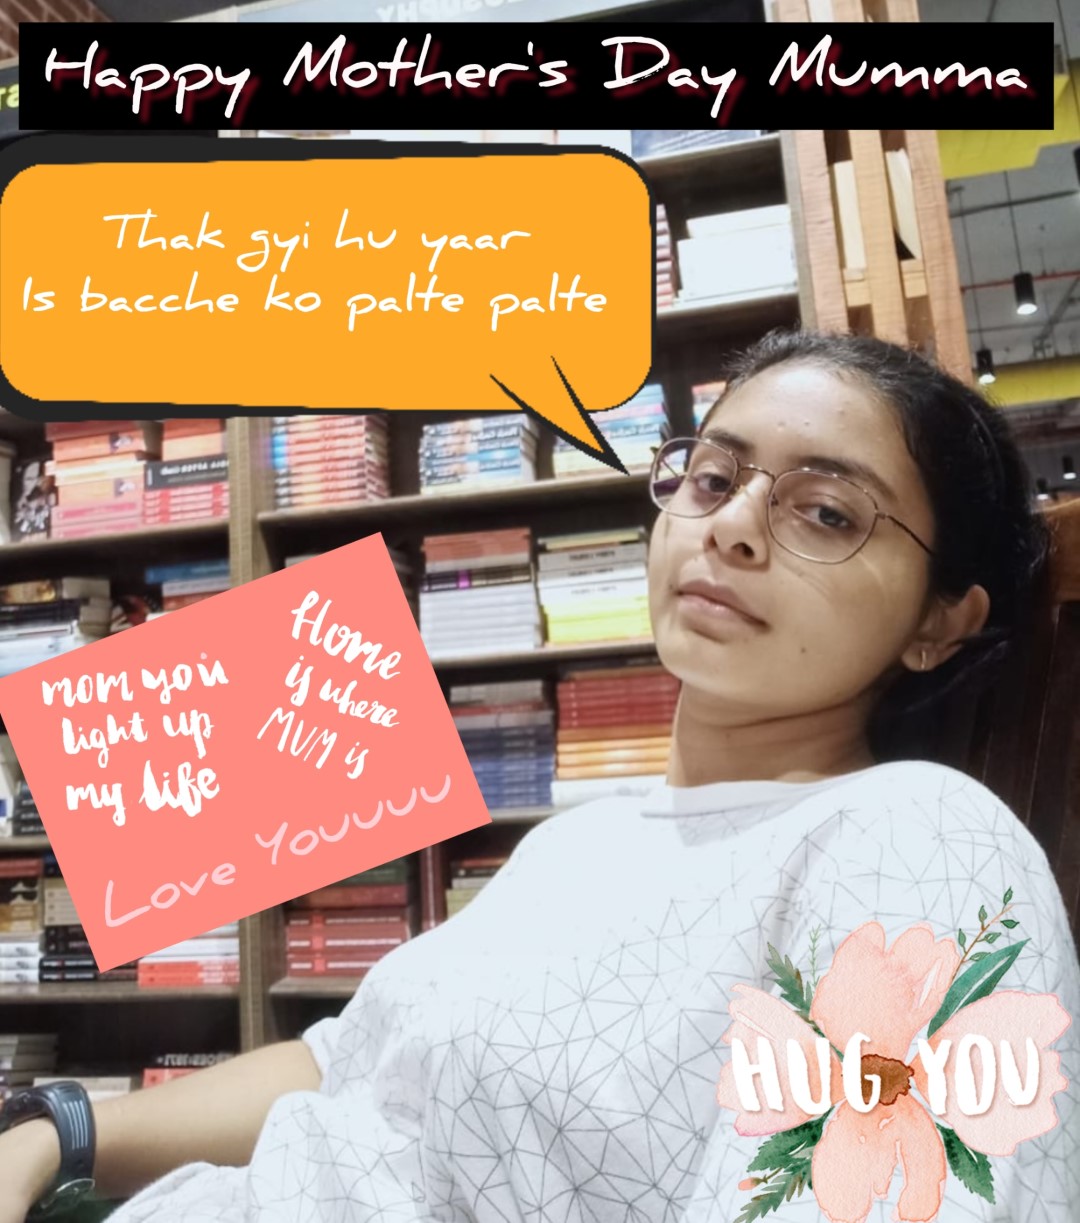 Happy Mother's Day Mumma
Thak gyi hu yaar
Is bacche ko palte palte
mom you
light up
my life
Home
is where
MUM is
Love Youuuu
HUG YOU